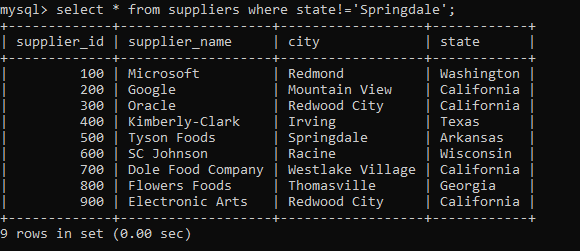 mysql> select * from suppliers where state!='Springdale';
+-------------+-------------------+------------------+------------+
| supplier_id | supplier_name     | city             | state      |
+-------------+-------------------+------------------+------------+
|         100 | Microsoft         | Redmond          | Washington |
|         200 | Google            | Mountain View    | California |
|         300 | Oracle            | Redwood City     | California |
|         400 | Kimberly-Clark    | Irving           | Texas      |
|         500 | Tyson Foods       | Springdale       | Arkansas   |
|         600 | SC Johnson        | Racine           | Wisconsin  |
|         700 | Dole Food Company | Westlake Village | California |
|         800 | Flowers Foods     | Thomasville      | Georgia    |
|         900 | Electronic Arts   | Redwood City     | California |
+-------------+-------------------+------------------+------------+
9 rows in set (0.00 sec)